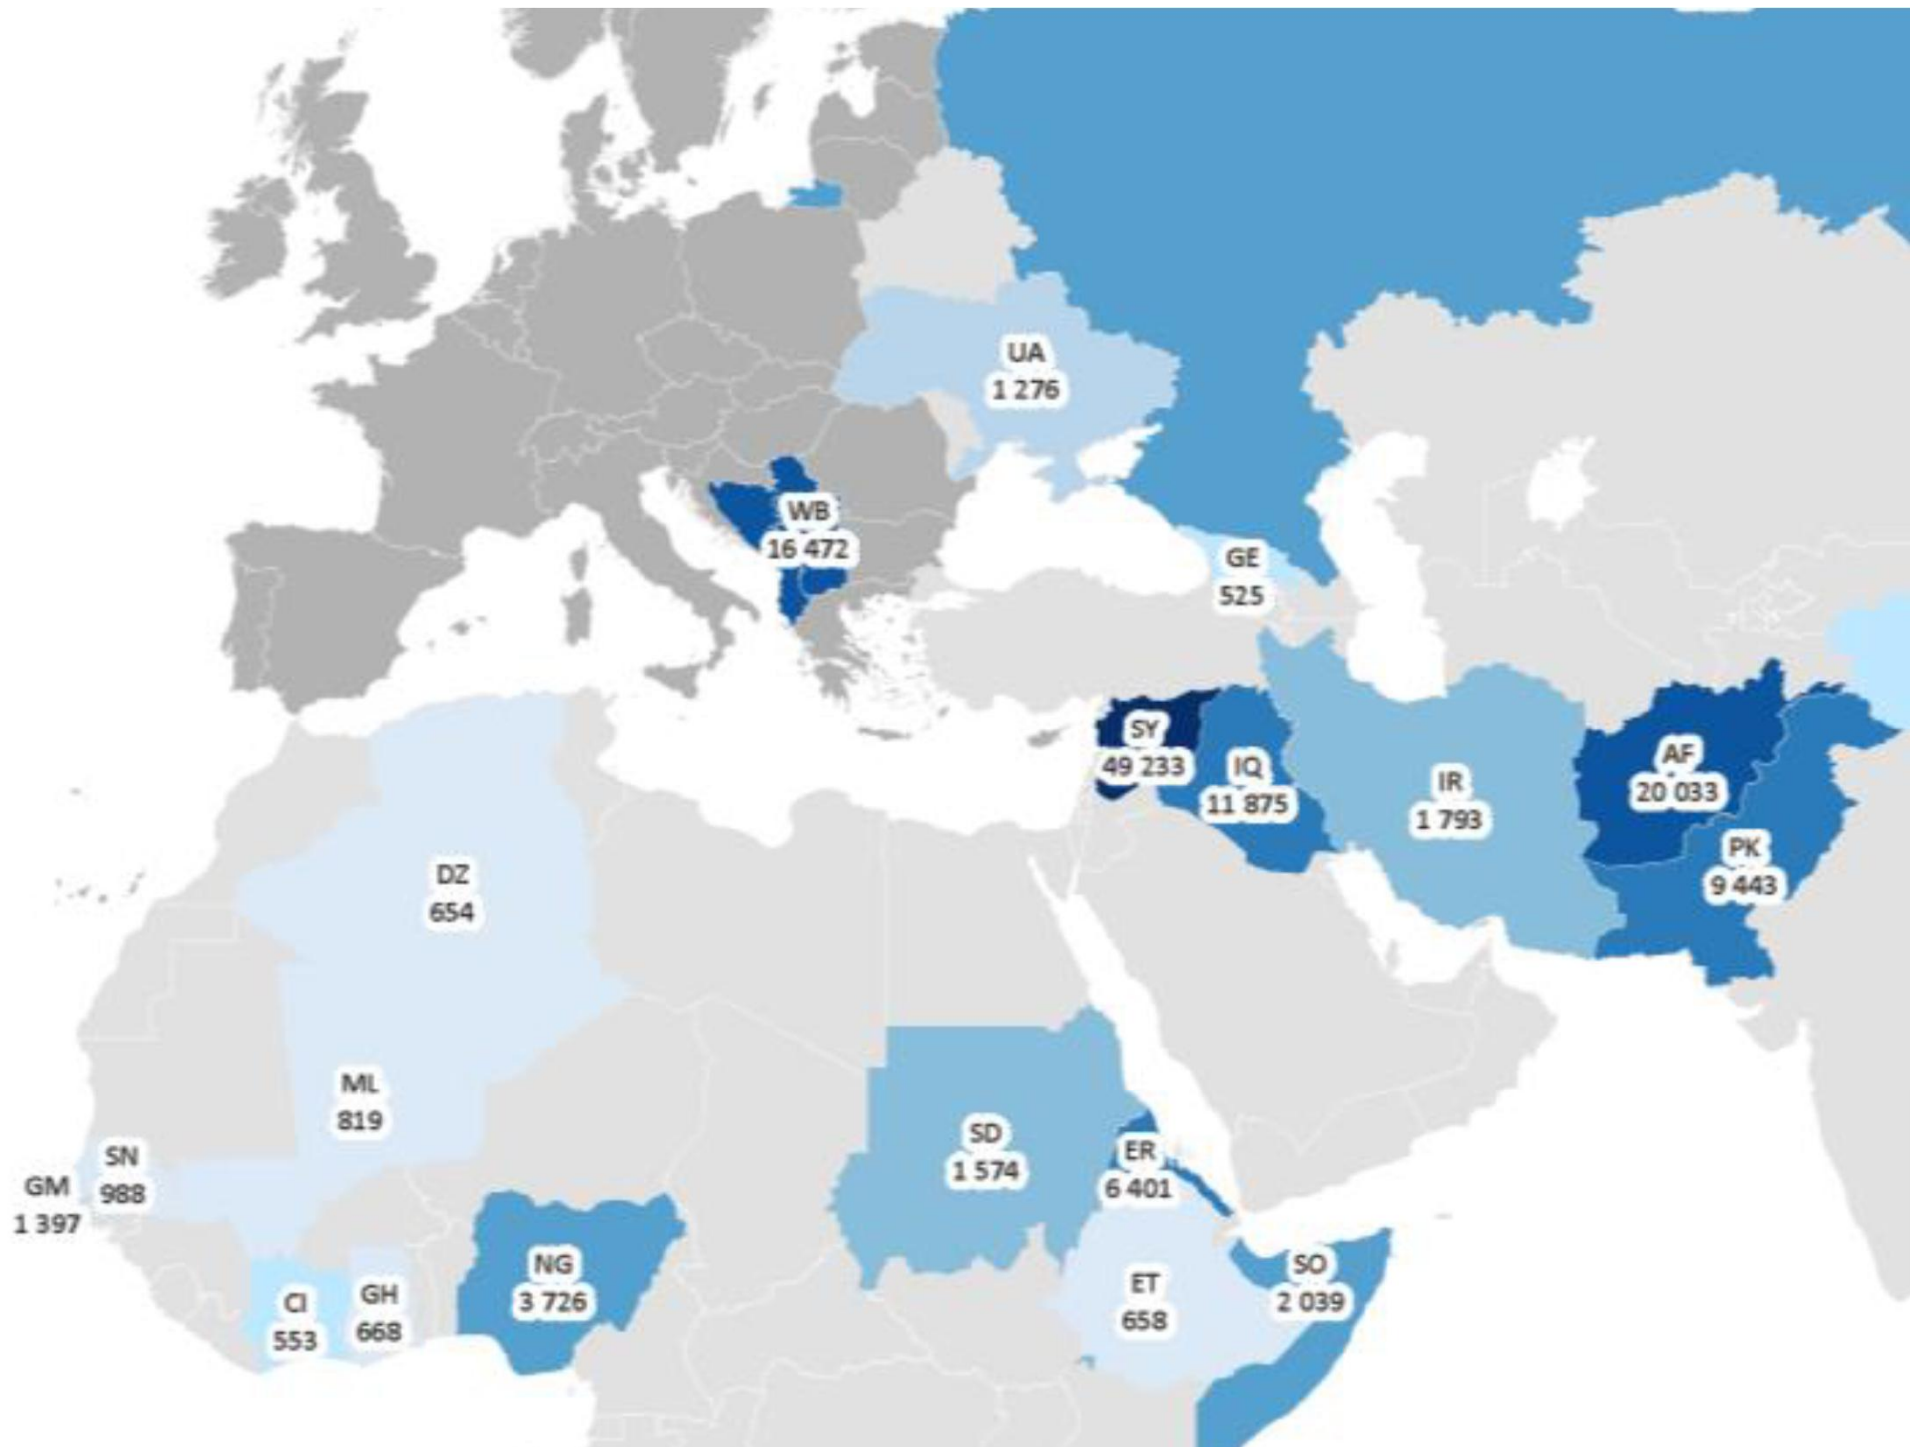 UA
1 276
WB
16 472
GE
525
SY
49 233
IQ
11 875
IR
1 793
AF
20 033
PK
9 443
DZ
654
ML
819
SN
988
GM
1 397
SD
1 574
ER
6 401
CI
553
GH
668
NG
3 726
ET
658
SO
2 039